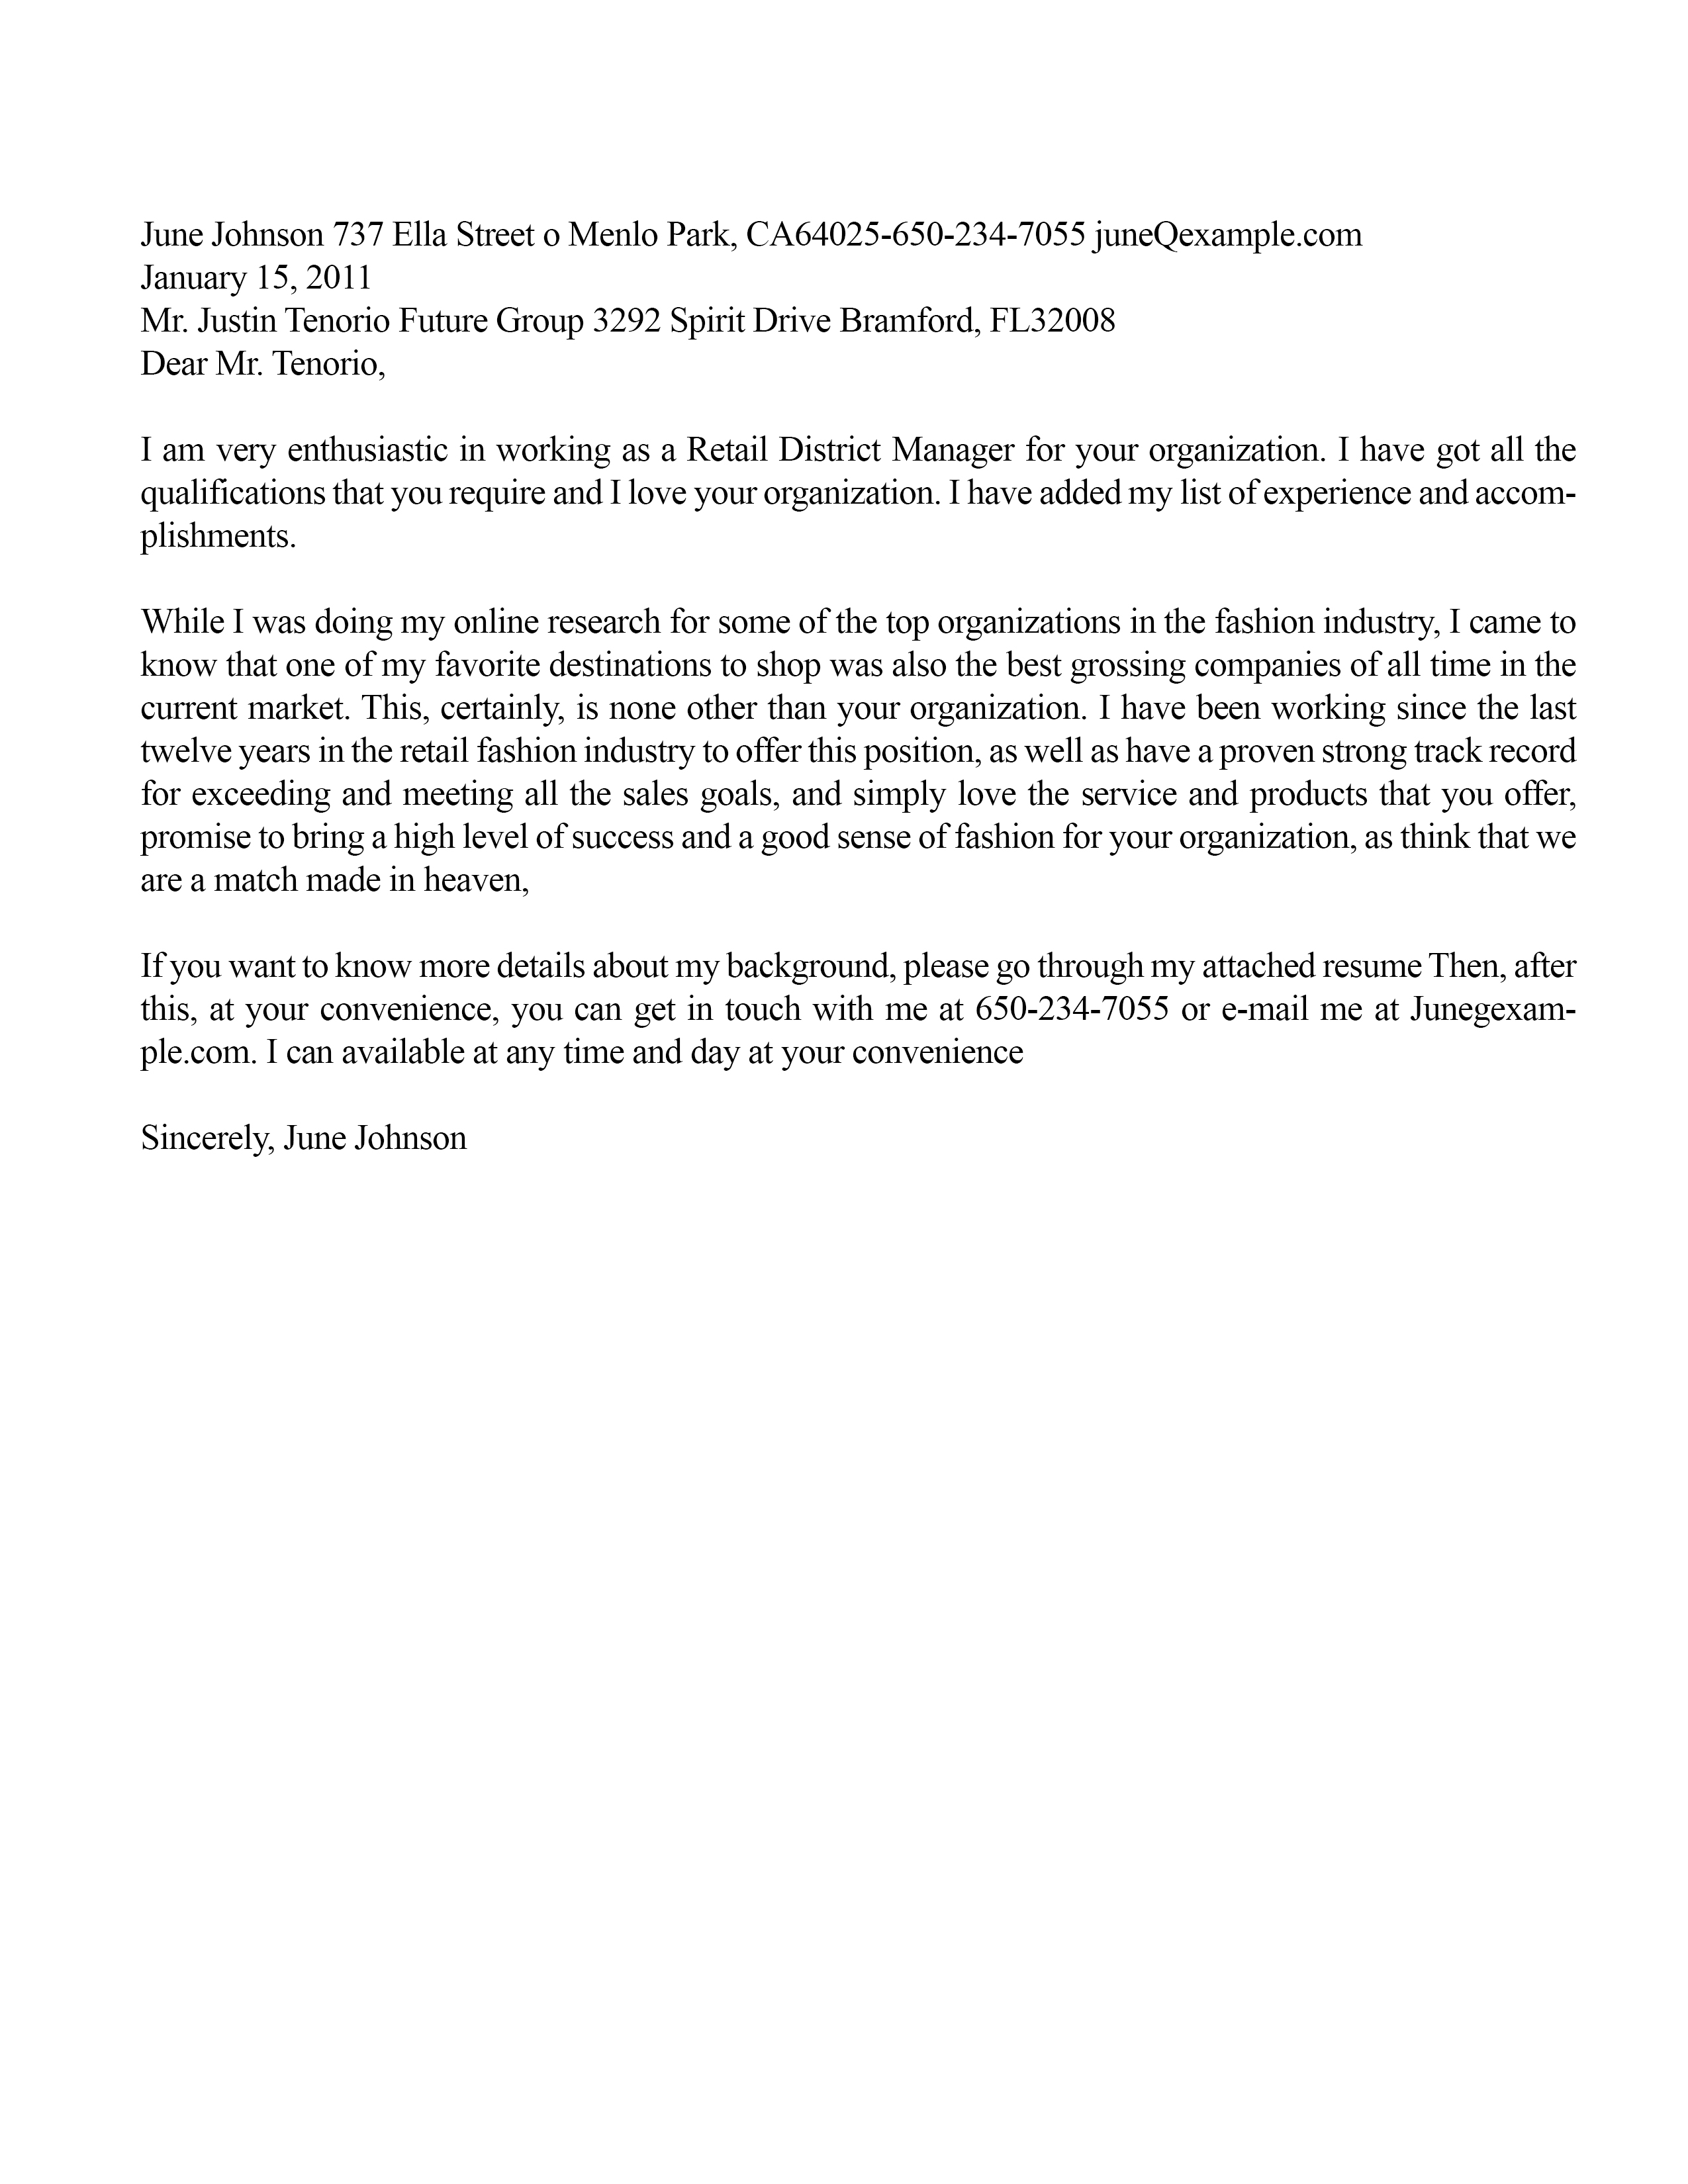 June Johnson 737 Ella Street o Menlo Park, CA64025-650-234-7055 juneQexample.com
January 15, 2011
Mr. Justin Tenorio Future Group 3292 Spirit Drive Bramford, FL32008
Dear Mr. Tenorio,
I am very enthusiastic in working as a Retail District Manager for your organization. I have got all the
qualifications that you require and I love your organization. I have added my list of experience and accom-
plishments.
While I was doing my online research for some of the top organizations in the fashion industry, I came to
know that one of my favorite destinations to shop was also the best grossing companies of all time in the
current market. This, certainly, is none other than your organization. I have been working since the last
twelve years in the retail fashion industry to offer this position, as well as have a proven strong track record
for exceeding and meeting all the sales goals, and simply love the service and products that you offer,
promise to bring a high level of success and a good sense of fashion for your organization, as think that we
are a match made in heaven,
If you want to know more details about my background, please go through my attached resume Then, after
this, at your convenience, you can get in touch with me at 650-234-7055 or e-mail me at Junegexam-
ple.com. I can available at any time and day at your convenience
Sincerely, June Johnson